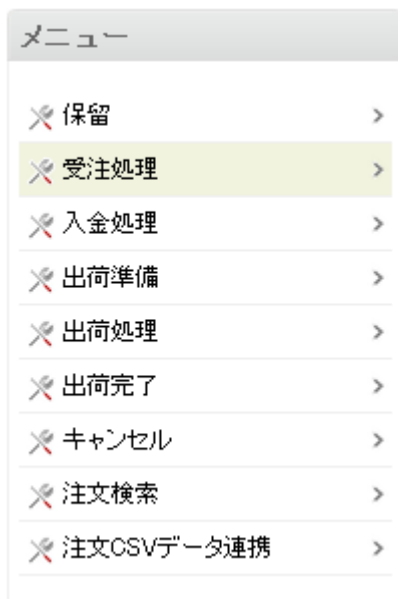 メニュー
保留
受注処理
入金処理
出荷準備
出荷処理
出荷完了
キャンセル
注文検索
注文CSVデータ連携